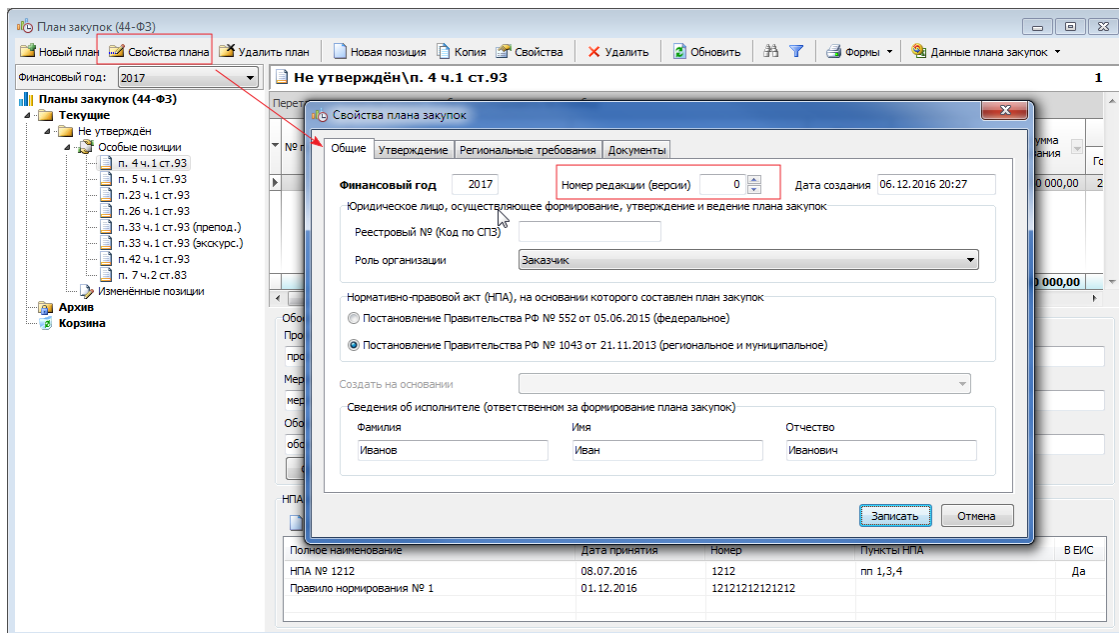 План закупок (44-ФЗ)
Новый план Свойства плана Удалить план Новая позиция Копия Свойства Удалить Обновить Формы Данные плана закупок
Финансовый год: 2017
Не утверждён\п. 4 ч.1 ст.93 1
Планы закупок (44-ФЗ)
Текущие
Не утверждён
Особые позиции
п. 4 ч.1 ст.93
п. 5 ч.1 ст.93
п.23 ч.1 ст.93
п.26 ч.1 ст.93
п.33 ч.1 ст.93 (препод.)
п.33 ч.1 ст.93 (экскурс.)
п.42 ч.1 ст.93
п. 7 ч.2 ст.83
Изменённые позиции
Архив
Корзина
Свойства плана закупок
Общие Утверждение Региональные требования Документы
Финансовый год 2017 Номер редакции (версии) 0 Дата создания 06.12.2016 20:27
Юридическое лицо, осуществляющее формирование, утверждение и ведение плана закупок
Реестровый № (Код по СПЗ)
Роль организации Заказчик
Нормативно-правовой акт (НПА), на основании которого составлен план закупок
Постановление Правительства РФ № 552 от 05.06.2015 (федеральное)
Постановление Правительства РФ № 1043 от 21.11.2013 (региональное и муниципальное)
Создать на основании
Сведения об исполнителе (ответственном за формирование плана закупок)
Фамилия Имя Отчество
Иванов Иван Иванович
Записать Отмена
НПА
Полное наименование Дата принятия Номер Пункты НПА В ЕИС
НПА № 1212 08.07.2016 1212 пп 1,3,4 Да
Правило нормирования № 1 01.12.2016 12121212121212